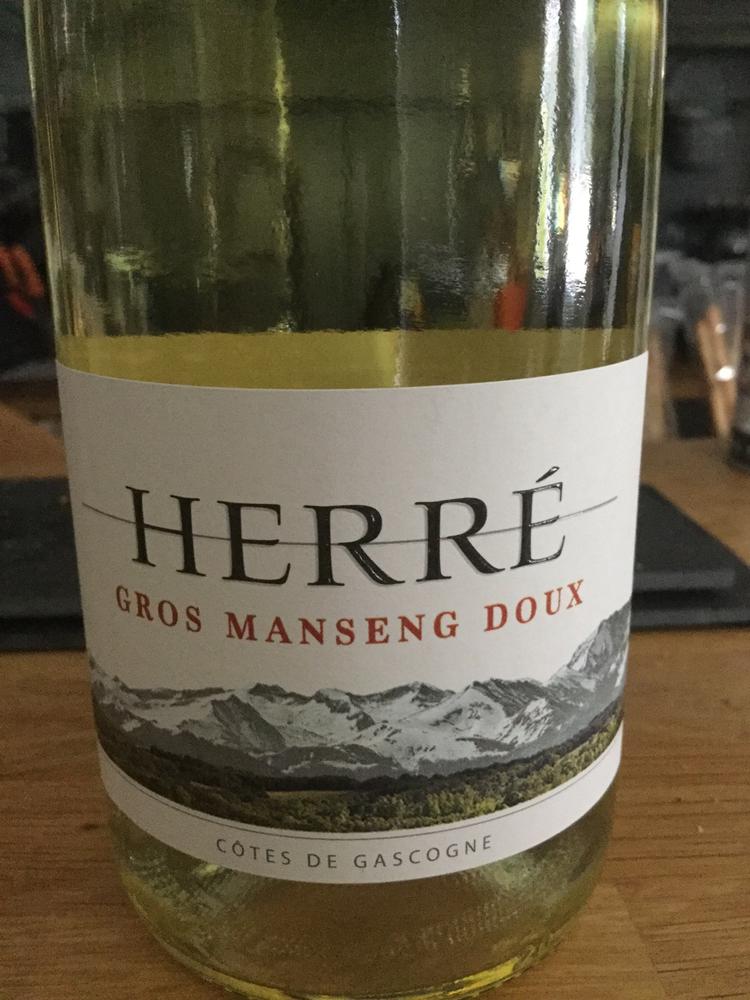 HERRÉ
GROS MANSENG DOUX
CÔTES DE GASCOGNE